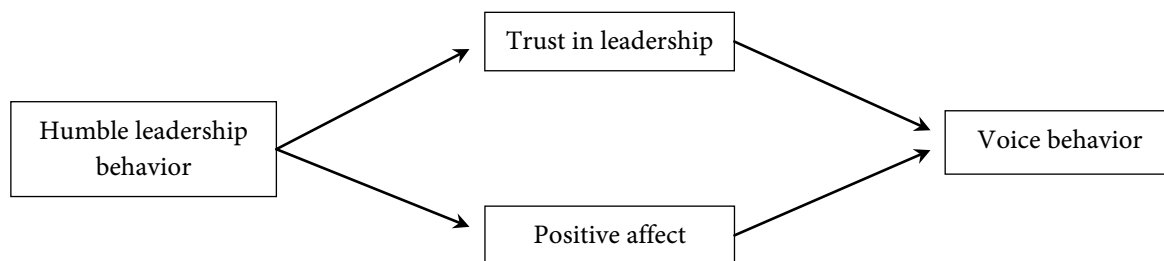 Trust in leadership
Humble leadership
behavior
Voice behavior
Positive affect